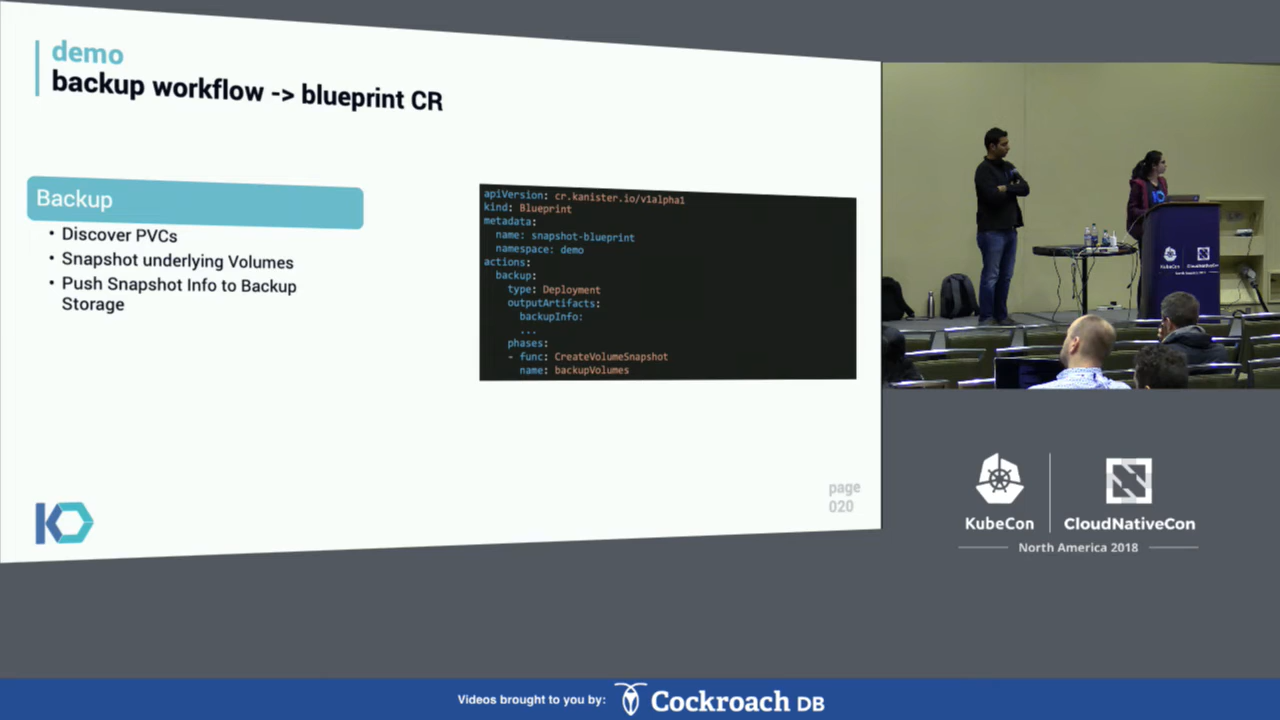 demo
backup workflow -> blueprint CR
Backup
• Discover PVCs
• Snapshot underlying Volumes
• Push Snapshot Info to Backup
Storage
apiVersion: cr.kanister.io/v1alpha1
kind: Blueprint
metadata:
name: snapshot-blueprint
namespace: demo
actions:
backup:
type: Deployment
outputArtifacts:
backupInfo:
...
phases:
- func: CreateVolumeSnapshot
name: backupVolumes
page
020
KubeCon
CloudNativeCon
KubeCon
CloudNativeCon
North America 2018
Videos brought to you by:
Cockroach DB